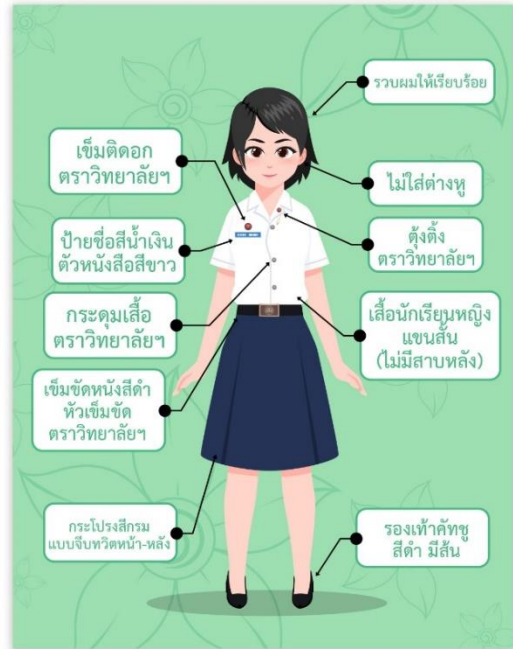 รวบผมให้เรียบร้อย
เข็มติดอก
ตราวิทยาลัยฯ
ไม่ใส่ต่างหู
ป้ายชื่อสีน้ำเงิน
ตัวหนังสือสีขาว
ตุ้งติ้ง
ตราวิทยาลัยฯ
กระดุมเสื้อ
ตราวิทยาลัยฯ
เสื้อนักเรียนหญิง
แขนสั้น
(ไม่มีสาบหลัง)
เข็มขัดหนังสีดำ
หัวเข็มขัด
ตราวิทยาลัยฯ
กระโปรงสีกรม
แบบจีบทวิตหน้า-หลัง
รองเท้าคัทชู
สีดำ มีส้น